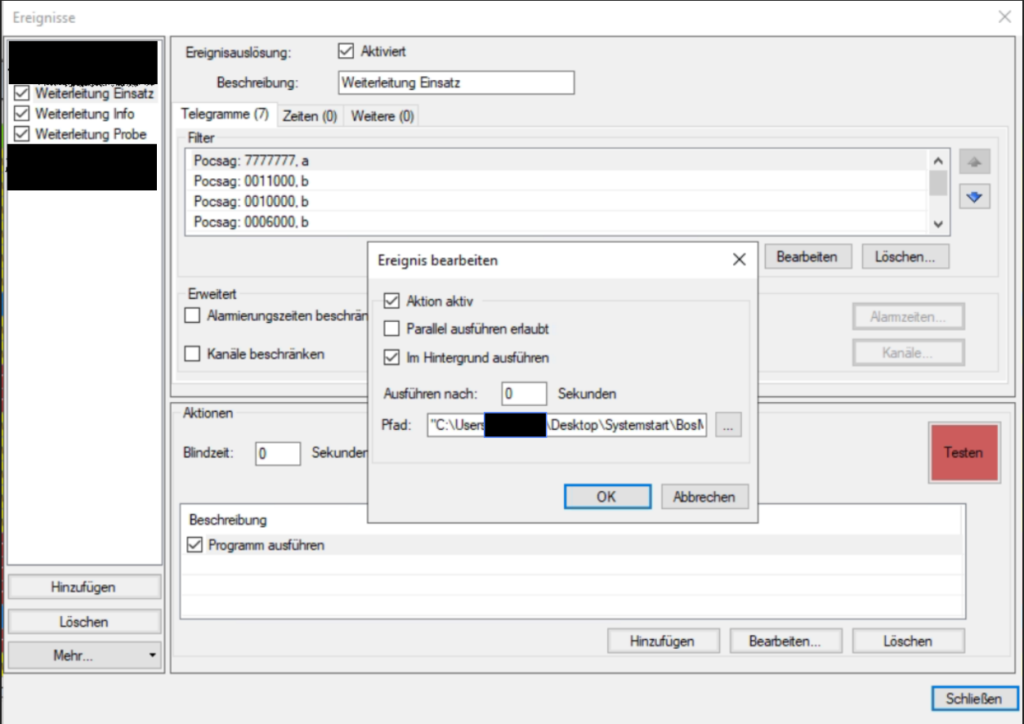 Ereignisse
Weiterleitung Einsatz
Weiterleitung Info
Weiterleitung Probe
Hinzufügen
Löschen
Mehr...
Ereignisauslösung:
Aktiviert
Beschreibung:
Weiterleitung Einsatz
Telegramme (7)
Zeiten (0)
Weitere (0)
Filter
Pocsag: 7777777, a
Pocsag: 0011000, b
Pocsag: 0010000, b
Pocsag: 0006000, b
Bearbeiten
Löschen...
Erweitert
Alarmierungszeiten beschrän
Alarmzeiten...
Kanäle beschränken
Kanäle...
Ereignis bearbeiten
Aktion aktiv
Parallel ausführen erlaubt
Im Hintergrund ausführen
Ausführen nach: 0 Sekunden
Pfad: "C:\Users \Desktop\Systemstart\BosM ...
OK
Abbrechen
Aktionen
Blindzeit: 0 Sekunden
Testen
Beschreibung
Programm ausführen
Hinzufügen
Bearbeiten...
Löschen
Schließen